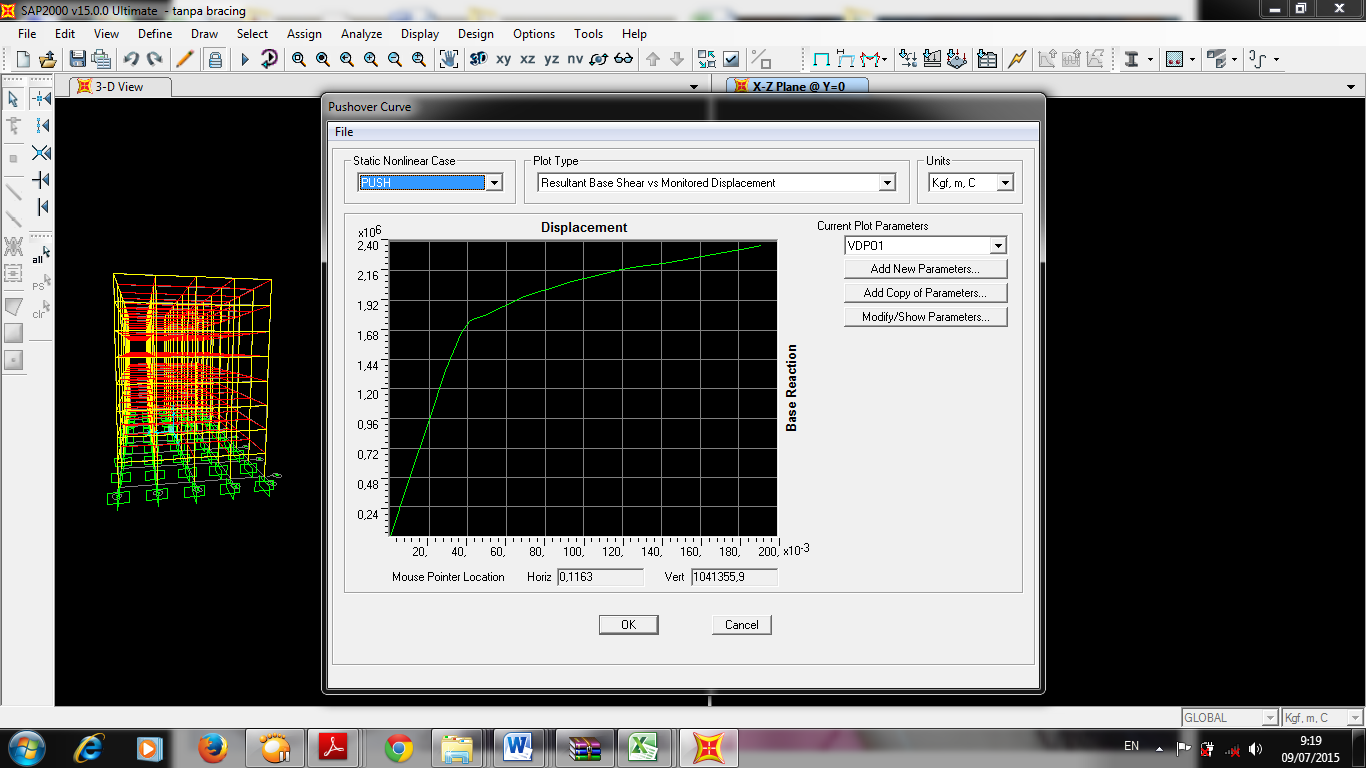 SAP2000 v15.0.0 Ultimate - tanpa bracing
File Edit View Define Draw Select Assign Analyze Display Design Options Tools Help
3D xy xz yz nv
3-D View
X-Z Plane @ Y=0
all
PS
clr
Pushover Curve
File
Static Nonlinear Case
PUSH
Plot Type
Resultant Base Shear vs Monitored Displacement
Units
Kgf, m, C
Displacement
x10 6
2,40
2,16
1,92
1,68
1,44
1,20
0,96
0,72
0,48
0,24
20, 40, 60, 80, 100, 120, 140, 160, 180, 200, x10 -3
Base Reaction
Current Plot Parameters
VDPO1
Add New Parameters...
Add Copy of Parameters...
Modify/Show Parameters...
Mouse Pointer Location Horiz 0,1163 Vert 1041355,9
OK Cancel
GLOBAL Kgf, m, C
EN
9:19
09/07/2015